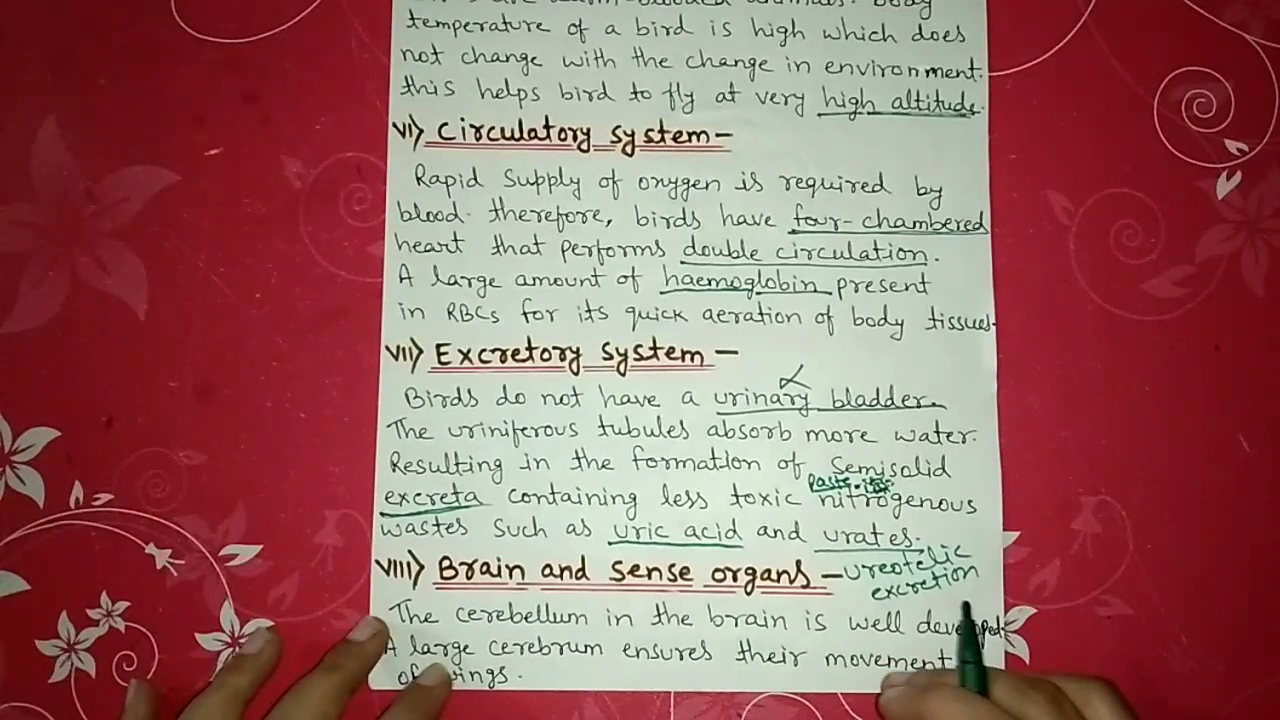 temperature of a bird is high which does
not change with the change in environment.
this helps bird to fly at very high altitude.
VI) Circulatory system-
Rapid supply of oxygen is required by
blood. therefore, birds have four-chambered
heart that performs double circulation.
A large amount of haemoglobin present
in RBCs for its quick aeration of body tissues.
VII) Excretory system-
Birds do not have a urinary bladder.
The uriniferous tubules absorb more water.
Resulting in the formation of Semisolid
excreta containing less toxic nitrogenous
wastes such as uric acid and urates.
ureotelic
excretion
VIII) Brain and sense organs-
The cerebellum in the brain is well developed.
A large cerebrum ensures their movement
of wings.